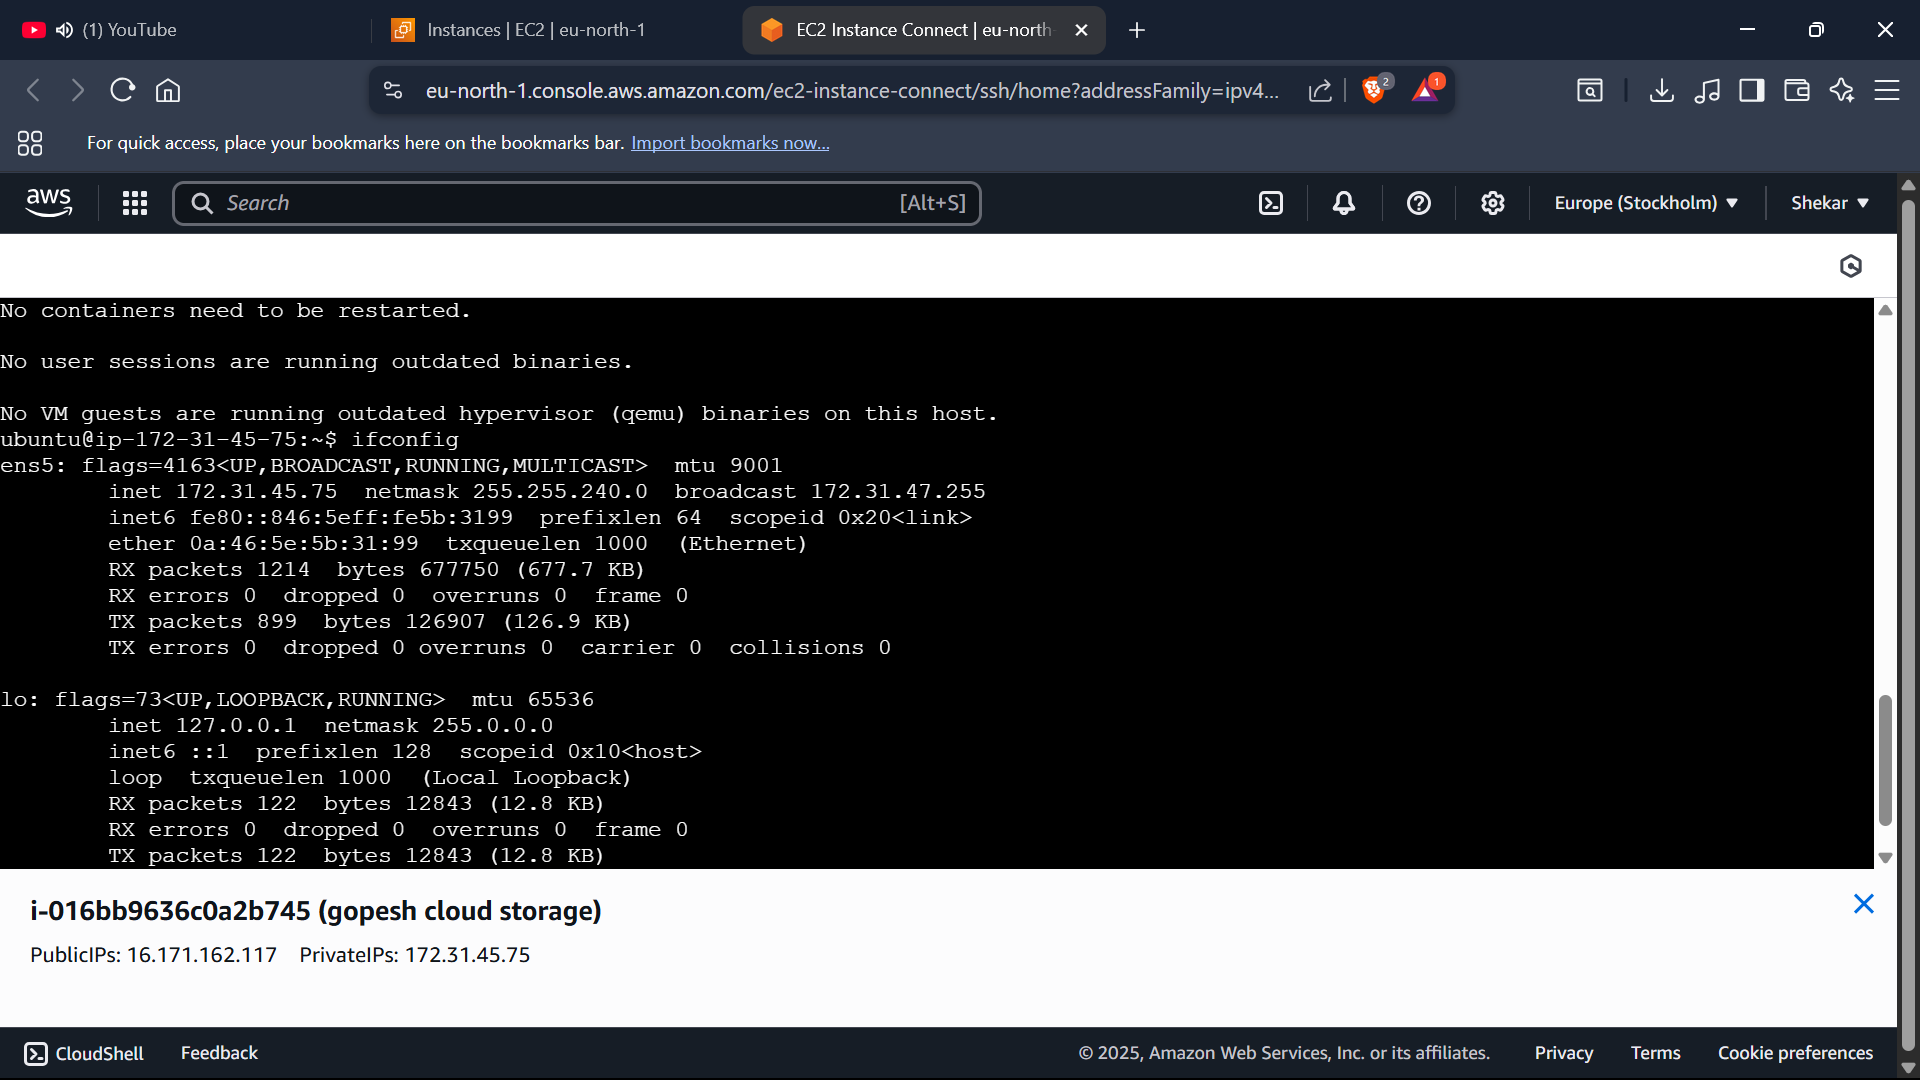 (1) YouTube
Instances | EC2 | eu-north-1
EC2 Instance Connect | eu-north-
eu-north-1.console.aws.amazon.com/ec2-instance-connect/ssh/home?addressFamily=ipv4...
2
1
For quick access, place your bookmarks here on the bookmarks bar. Import bookmarks now...
aws
Search
[Alt+S]
Europe (Stockholm)
Shekar
No containers need to be restarted.
No user sessions are running outdated binaries.
No VM guests are running outdated hypervisor (qemu) binaries on this host.
ubuntu@ip-172-31-45-75:~$ ifconfig
ens5: flags=4163<UP,BROADCAST,RUNNING,MULTICAST>  mtu 9001
        inet 172.31.45.75  netmask 255.255.240.0  broadcast 172.31.47.255
        inet6 fe80::846:5eff:fe5b:3199  prefixlen 64  scopeid 0x20<link>
        ether 0a:46:5e:5b:31:99  txqueuelen 1000  (Ethernet)
        RX packets 1214  bytes 677750 (677.7 KB)
        RX errors 0  dropped 0  overruns 0  frame 0
        TX packets 899  bytes 126907 (126.9 KB)
        TX errors 0  dropped 0 overruns 0  carrier 0  collisions 0
lo: flags=73<UP,LOOPBACK,RUNNING>  mtu 65536
        inet 127.0.0.1  netmask 255.0.0.0
        inet6 ::1  prefixlen 128  scopeid 0x10<host>
        loop  txqueuelen 1000  (Local Loopback)
        RX packets 122  bytes 12843 (12.8 KB)
        RX errors 0  dropped 0  overruns 0  frame 0
        TX packets 122  bytes 12843 (12.8 KB)
i-016bb9636c0a2b745 (gopesh cloud storage)
PublicIPs: 16.171.162.117    PrivateIPs: 172.31.45.75
CloudShell
Feedback
© 2025, Amazon Web Services, Inc. or its affiliates.
Privacy
Terms
Cookie preferences